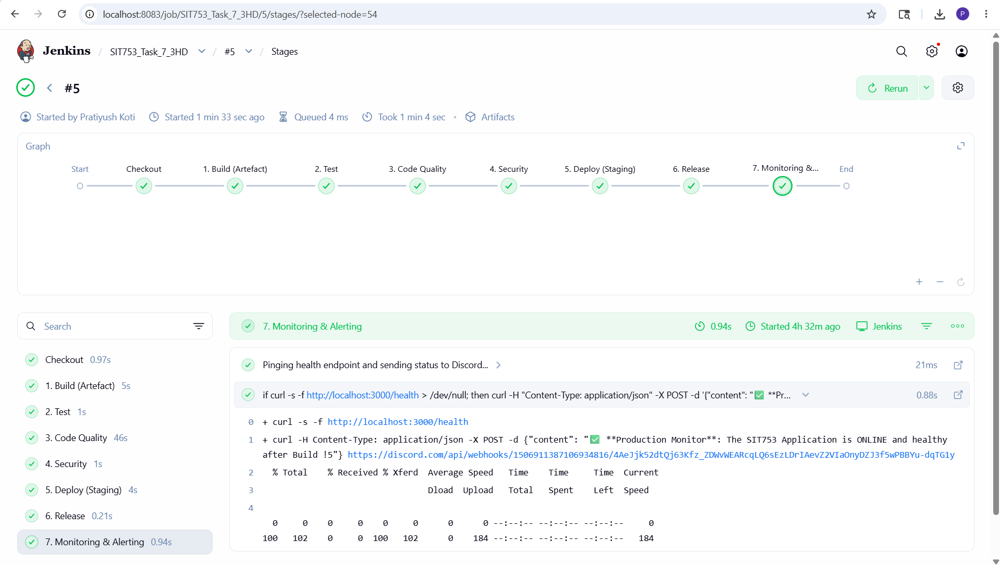 localhost:8083/job/SIT753_Task_7_3HD/5/stages/?selected-node=54
P
Jenkins / SIT753_Task_7_3HD / #5 / Stages
#5
Rerun
Started by Pratiyush Koti Started 1 min 33 sec ago Queued 4 ms Took 1 min 4 sec • Artifacts
Graph
Start Checkout 1. Build (Artefact) 2. Test 3. Code Quality 4. Security 5. Deploy (Staging) 6. Release 7. Monitoring &... End
Search
Checkout 0.97s
1. Build (Artefact) 5s
2. Test 1s
3. Code Quality 46s
4. Security 1s
5. Deploy (Staging) 4s
6. Release 0.21s
7. Monitoring & Alerting 0.94s
7. Monitoring & Alerting 0.94s Started 4h 32m ago Jenkins
Pinging health endpoint and sending status to Discord... 21ms
if curl -s -f http://localhost:3000/health > /dev/null; then curl -H "Content-Type: application/json" -X POST -d '{"content": "✅ **Pr... 0.88s
0 + curl -s -f http://localhost:3000/health
1 + curl -H Content-Type: application/json -X POST -d {"content": "✅ **Production Monitor**: The SIT753 Application is ONLINE and healthy
after Build !5"} https://discord.com/api/webhooks/1506911387106934816/4AeJjk52dtQj63Kfz_ZDWvWEARcqLQ6sEzLDrIAevZ2VIaOnyDZJ3f5wPBBYu-dqTG1y
2 % Total % Received % Xferd Average Speed Time Time Time Current
3 Dload Upload Total Spent Left Speed
4
0 0 0 0 0 0 0 0 --:--:-- --:--:-- --:--:-- 0
100 102 0 0 100 102 0 184 --:--:-- --:--:-- --:--:-- 184